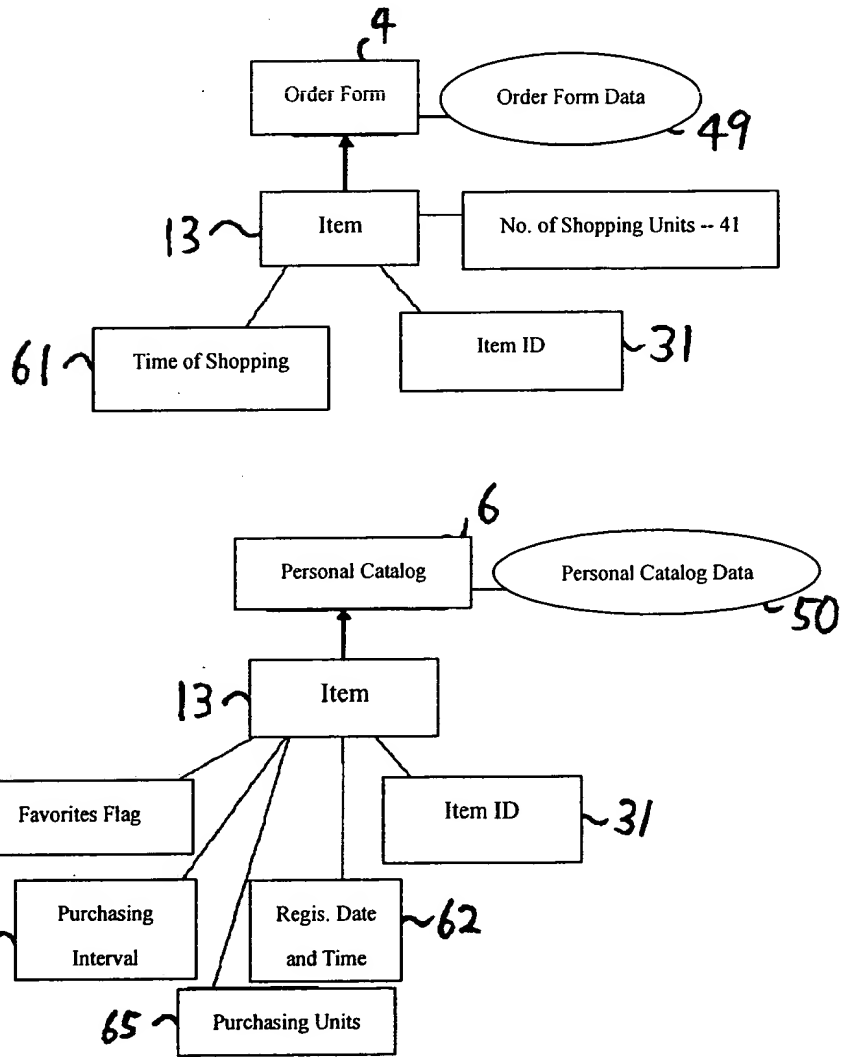 4
Order Form
Order Form Data
49
13
Item
No. of Shopping Units -- 41
61
Time of Shopping
Item ID
31
6
Personal Catalog
Personal Catalog Data
50
13
Item
Favorites Flag
Item ID
31
Purchasing
Interval
Regis. Date
and Time
62
65
Purchasing Units